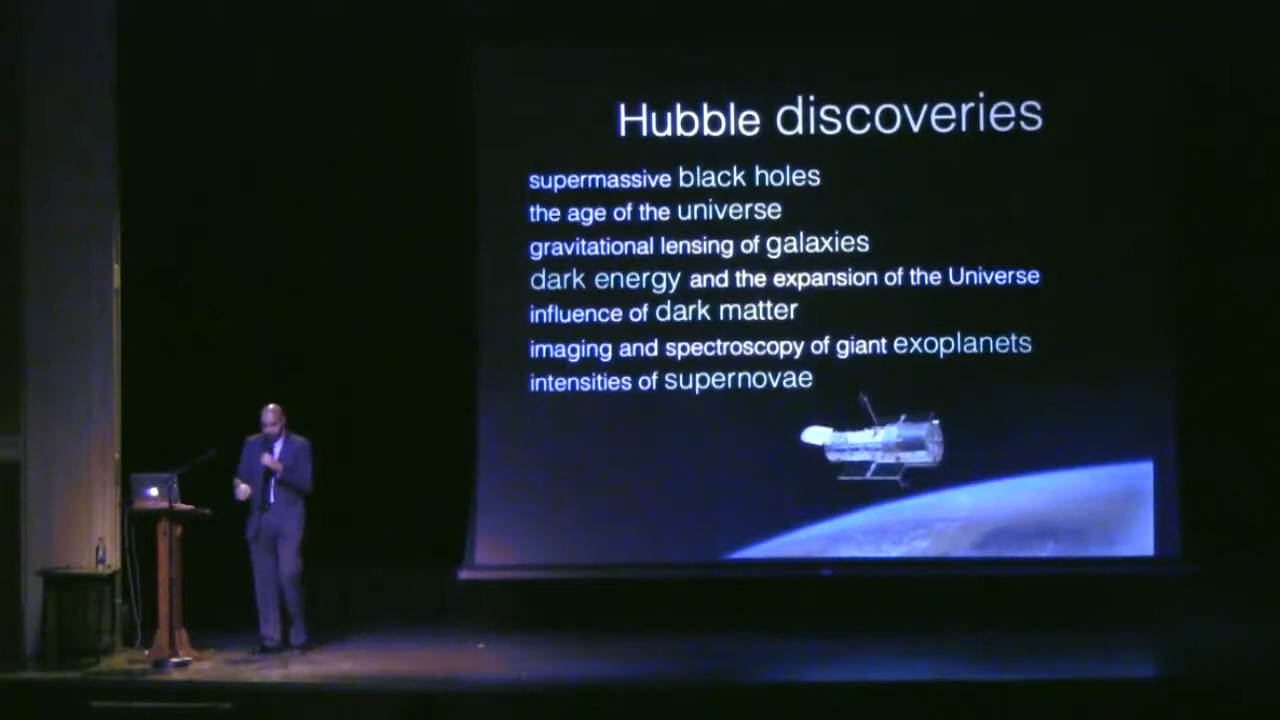 Hubble discoveries
supermassive black holes
the age of the universe
gravitational lensing of galaxies
dark energy and the expansion of the Universe
influence of dark matter
imaging and spectroscopy of giant exoplanets
intensities of supernovae